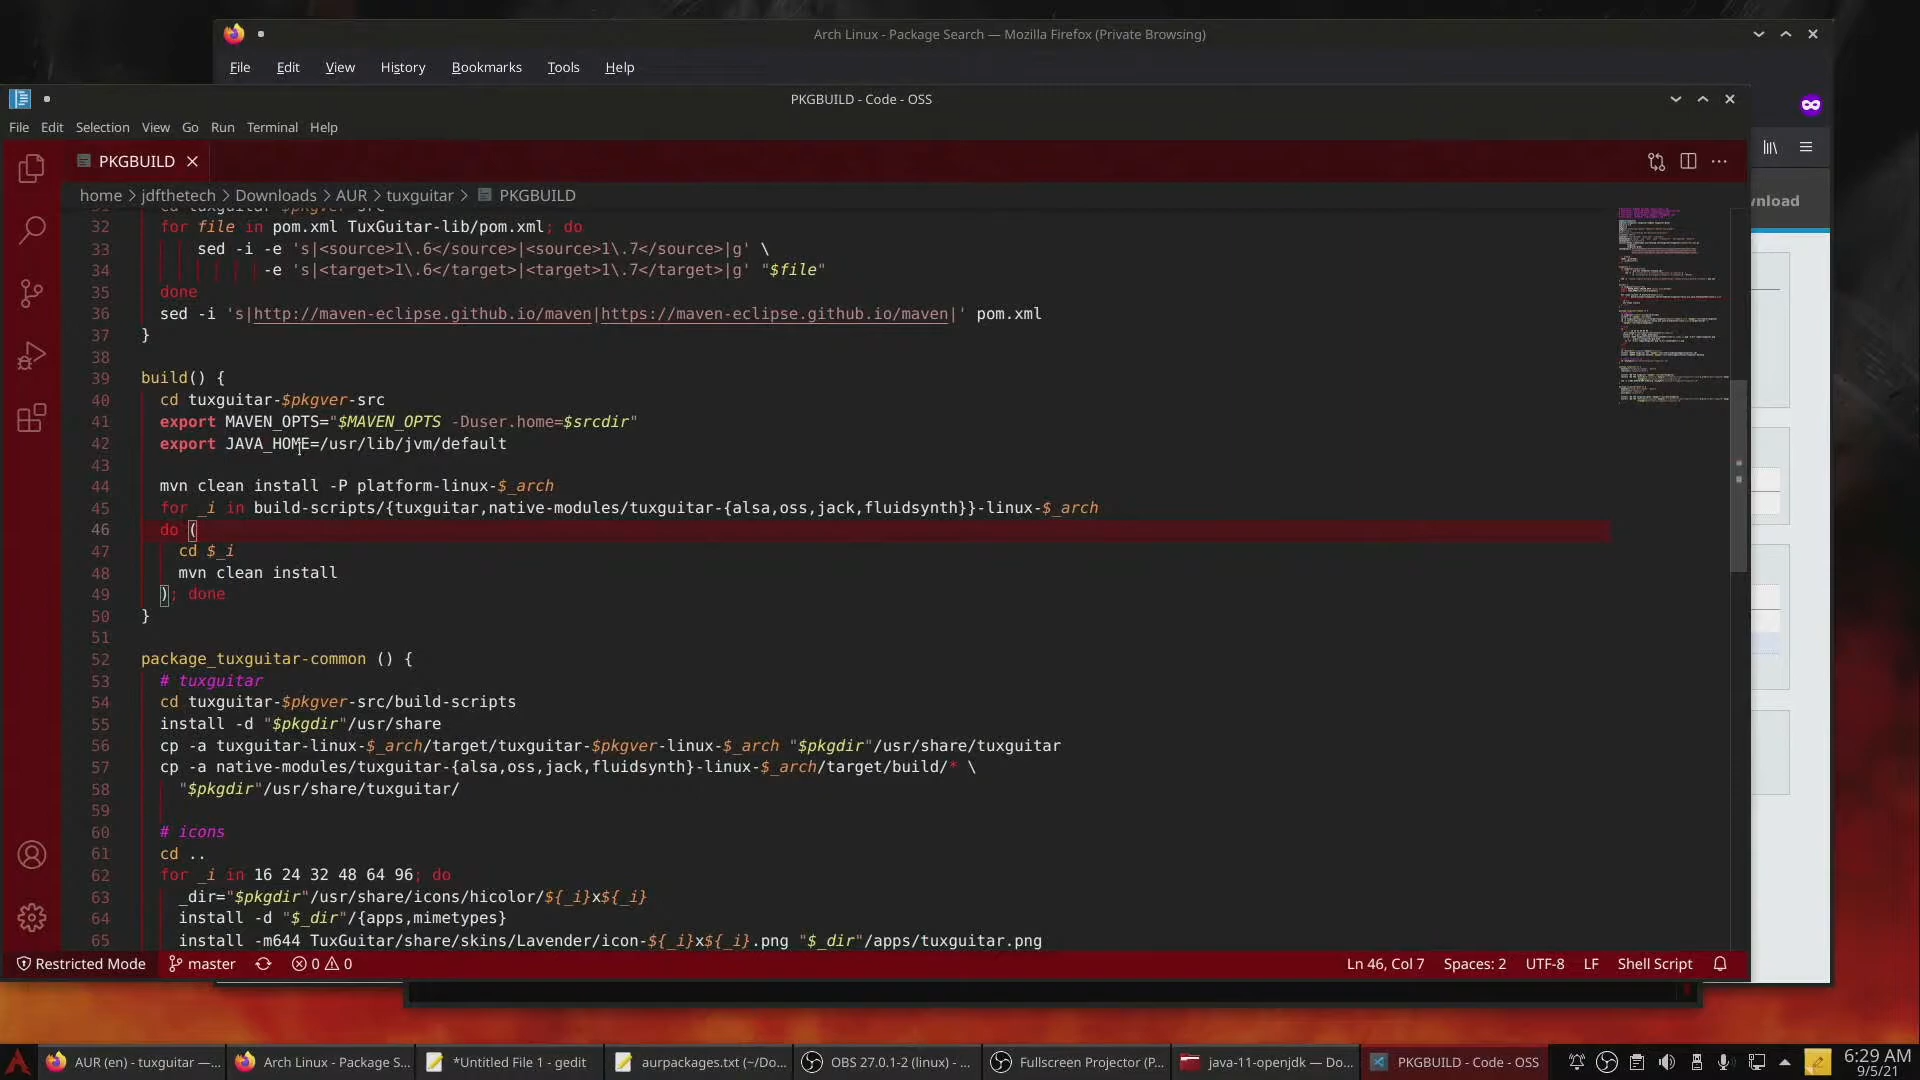 Arch Linux - Package Search — Mozilla Firefox (Private Browsing)
File Edit View History Bookmarks Tools Help
PKGBUILD - Code - OSS
File Edit Selection View Go Run Terminal Help
PKGBUILD
home > jdfthetech > Downloads > AUR > tuxguitar > PKGBUILD
wnload
31 cd tuxguitar-$pkgver-src
32 for file in pom.xml TuxGuitar-lib/pom.xml; do
33 sed -i -e 's|<source>1\.6</source>|<source>1\.7</source>|g' \
34 -e 's|<target>1\.6</target>|<target>1\.7</target>|g' "$file"
35 done
36 sed -i 's|http://maven-eclipse.github.io/maven|https://maven-eclipse.github.io/maven|' pom.xml
37 }
38
39 build() {
40 cd tuxguitar-$pkgver-src
41 export MAVEN_OPTS="$MAVEN_OPTS -Duser.home=$srcdir"
42 export JAVA_HOME=/usr/lib/jvm/default
43
44 mvn clean install -P platform-linux-$_arch
45 for _i in build-scripts/{tuxguitar,native-modules/tuxguitar-{alsa,oss,jack,fluidsynth}}-linux-$_arch
46 do (
47 cd $_i
48 mvn clean install
49 ); done
50 }
51
52 package_tuxguitar-common () {
53 # tuxguitar
54 cd tuxguitar-$pkgver-src/build-scripts
55 install -d "$pkgdir"/usr/share
56 cp -a tuxguitar-linux-$_arch/target/tuxguitar-$pkgver-linux-$_arch "$pkgdir"/usr/share/tuxguitar
57 cp -a native-modules/tuxguitar-{alsa,oss,jack,fluidsynth}-linux-$_arch/target/build/* \
58 "$pkgdir"/usr/share/tuxguitar/
59
60 # icons
61 cd ..
62 for _i in 16 24 32 48 64 96; do
63 _dir="$pkgdir"/usr/share/icons/hicolor/${_i}x${_i}
64 install -d "$_dir"/{apps,mimetypes}
65 install -m644 TuxGuitar/share/skins/Lavender/icon-${_i}x${_i}.png "$_dir"/apps/tuxguitar.png
Restricted Mode master 0 0 Ln 46, Col 7 Spaces: 2 UTF-8 LF Shell Script
AUR (en) - tuxguitar —... Arch Linux - Package S... *Untitled File 1 - gedit aurpackages.txt (~/Do... OBS 27.0.1-2 (linux) - ... Fullscreen Projector (P... java-11-openjdk — Do... PKGBUILD - Code - OSS 6:29 AM
9/5/21